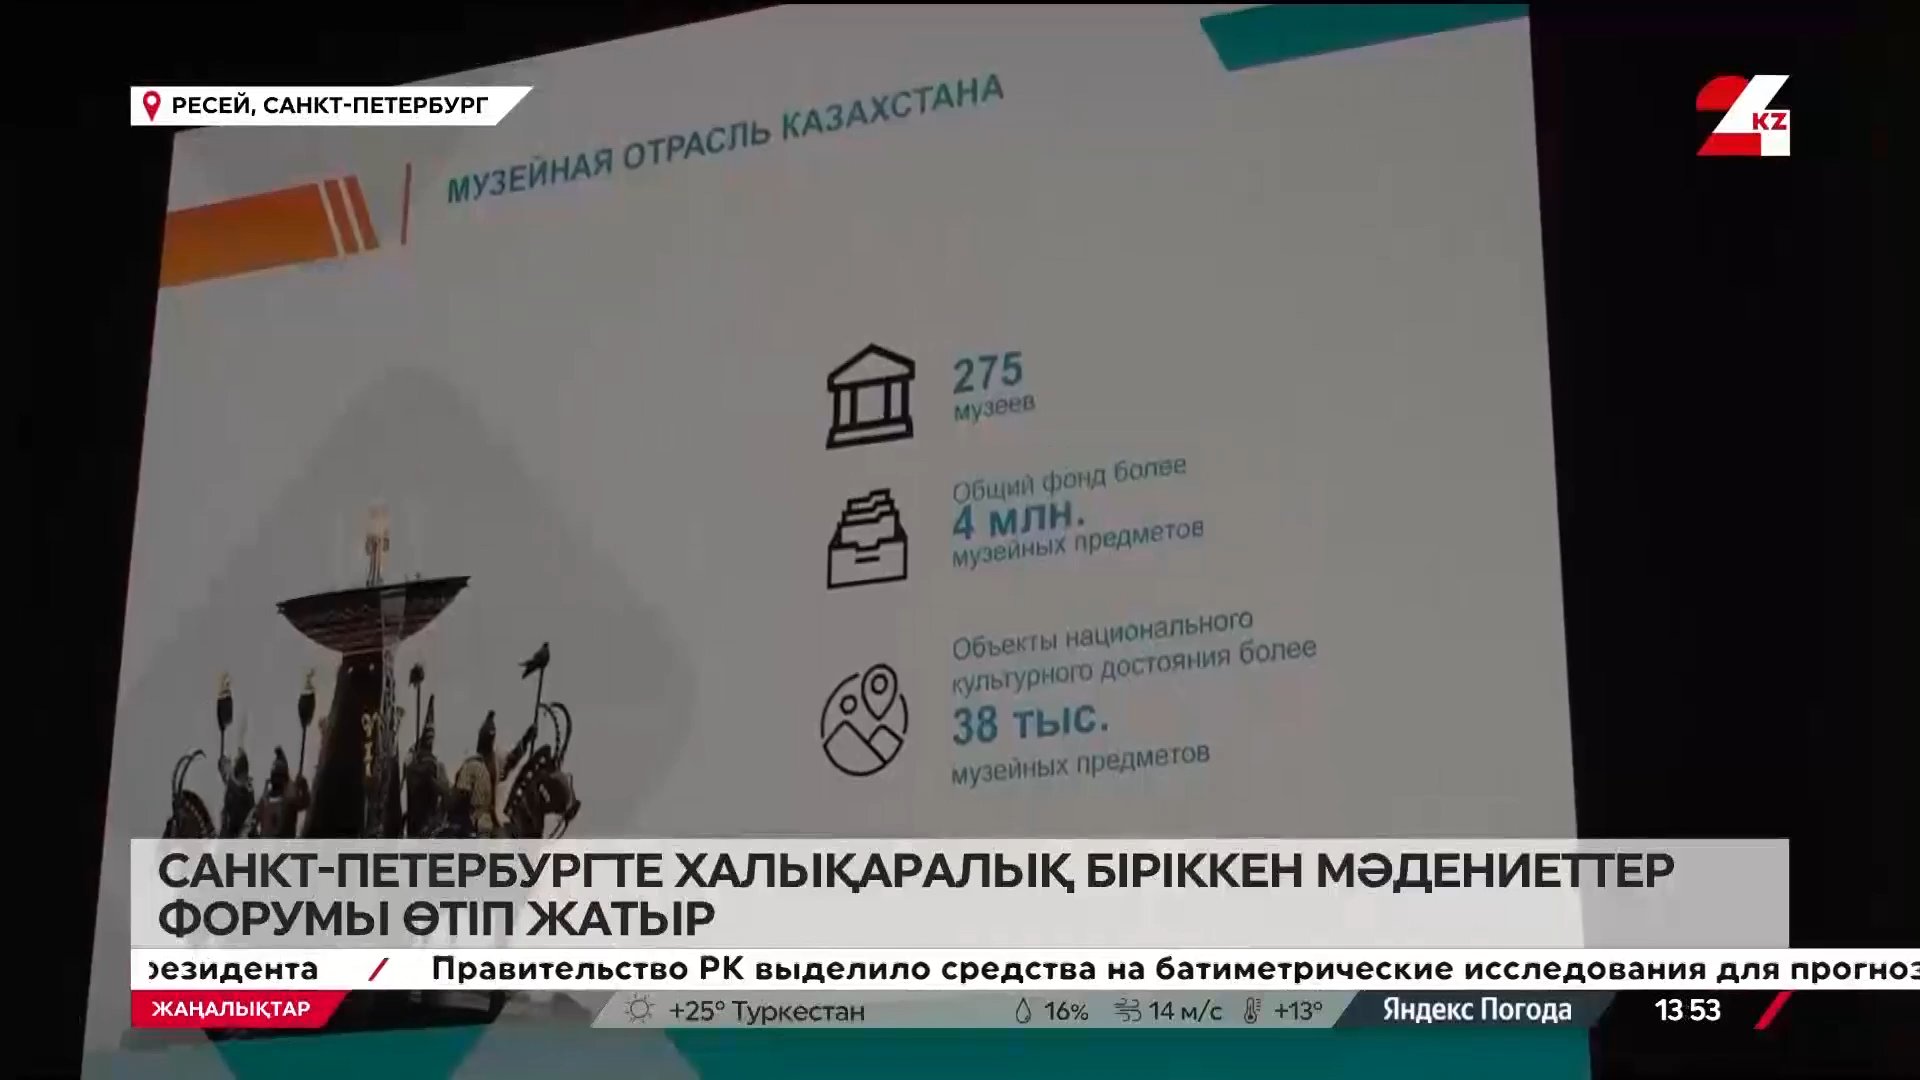 РЕСЕЙ, САНКТ-ПЕТЕРБУРГ
24
KZ
МУЗЕЙНАЯ ОТРАСЛЬ КАЗАХСТАНА
275
музеев
Общий фонд более
4 млн.
музейных предметов
Объекты национального
культурного достояния более
38 тыс.
музейных предметов
САНКТ-ПЕТЕРБУРГТЕ ХАЛЫҚАРАЛЫҚ БІРІККЕН МӘДЕНИЕТТЕР
ФОРУМЫ ӨТІП ЖАТЫР
резидента / Правительство РК выделило средства на батиметрические исследования для прогноз
ЖАҢАЛЫҚТАР
+25° Туркестан 16% 14 м/с +13° Яндекс Погода 13 53